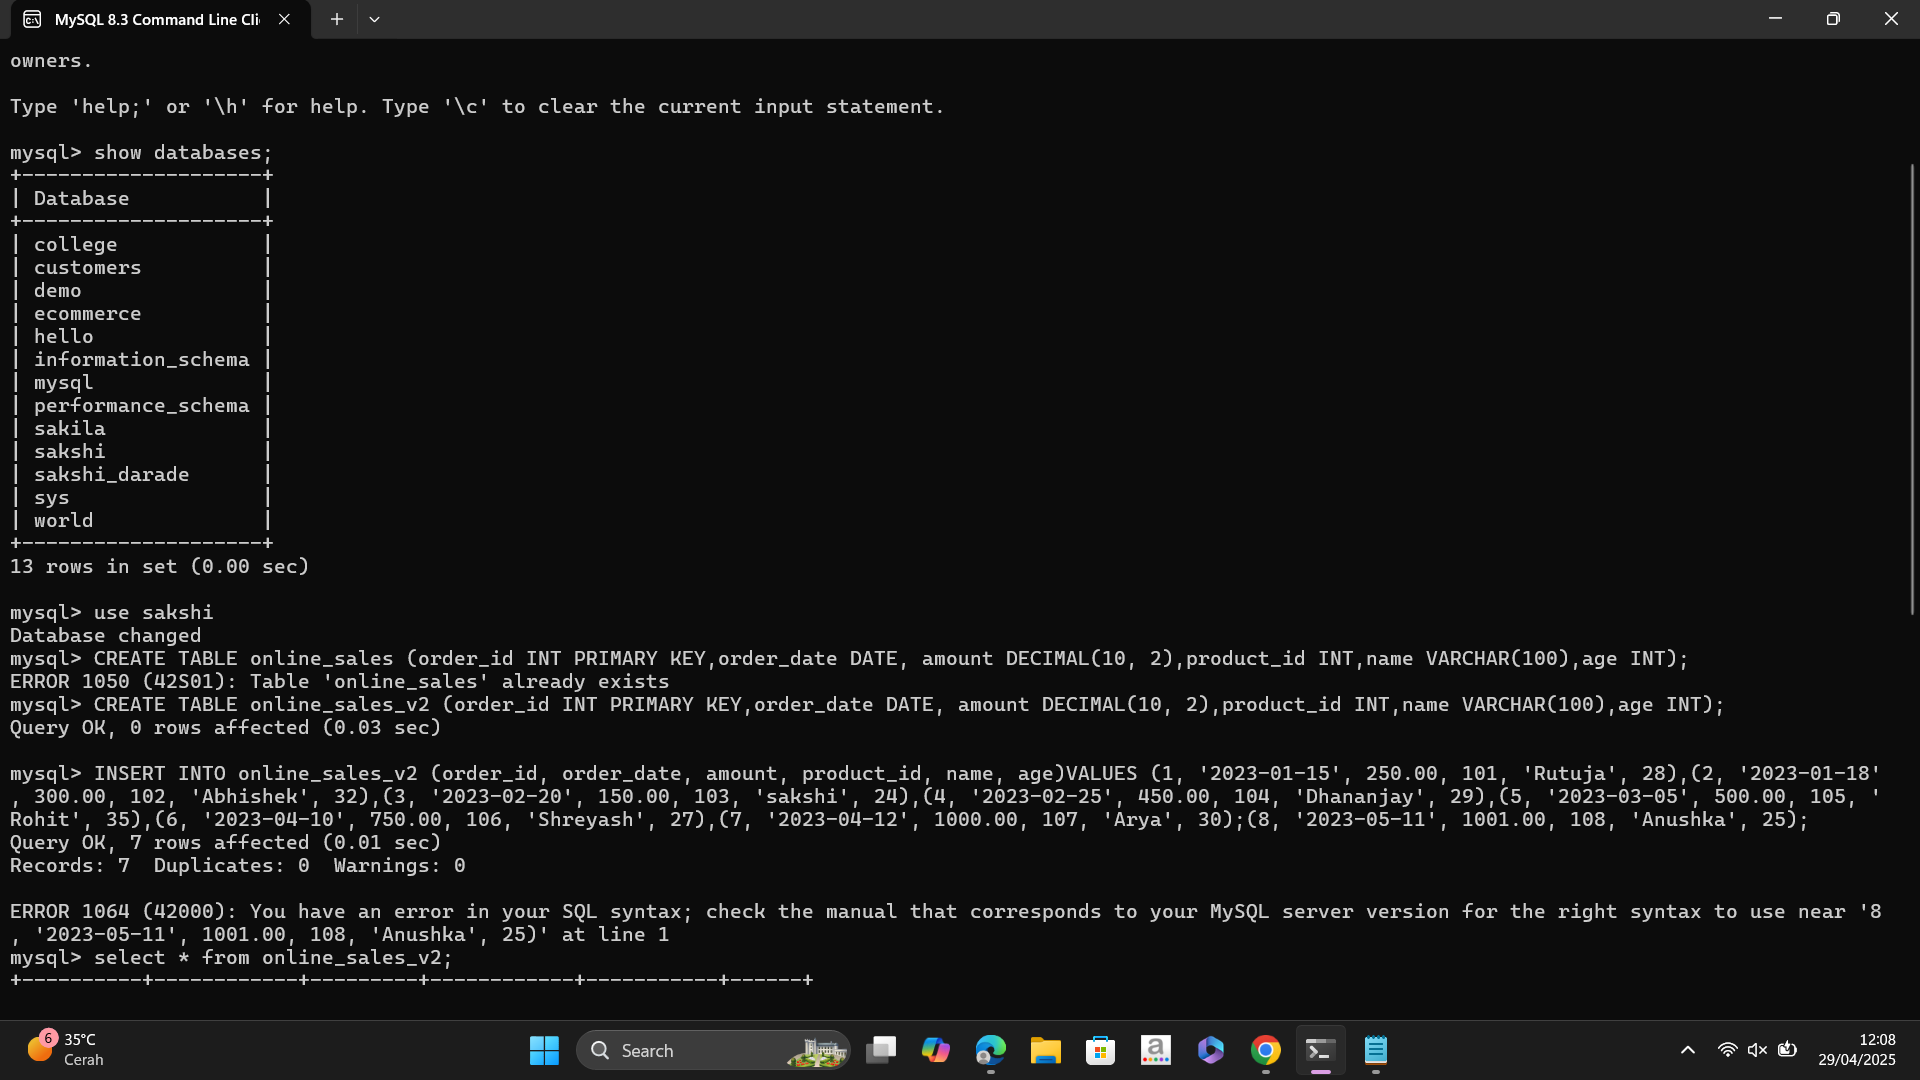 MySQL 8.3 Command Line Cli
owners.
Type 'help;' or '\h' for help. Type '\c' to clear the current input statement.
mysql> show databases;
+--------------------+
| Database           |
+--------------------+
| college            |
| customers          |
| demo               |
| ecommerce          |
| hello              |
| information_schema |
| mysql              |
| performance_schema |
| sakila             |
| sakshi             |
| sakshi_darade      |
| sys                |
| world              |
+--------------------+
13 rows in set (0.00 sec)
mysql> use sakshi
Database changed
mysql> CREATE TABLE online_sales (order_id INT PRIMARY KEY,order_date DATE, amount DECIMAL(10, 2),product_id INT,name VARCHAR(100),age INT);
ERROR 1050 (42S01): Table 'online_sales' already exists
mysql> CREATE TABLE online_sales_v2 (order_id INT PRIMARY KEY,order_date DATE, amount DECIMAL(10, 2),product_id INT,name VARCHAR(100),age INT);
Query OK, 0 rows affected (0.03 sec)
mysql> INSERT INTO online_sales_v2 (order_id, order_date, amount, product_id, name, age)VALUES (1, '2023-01-15', 250.00, 101, 'Rutuja', 28),(2, '2023-01-18'
, 300.00, 102, 'Abhishek', 32),(3, '2023-02-20', 150.00, 103, 'sakshi', 24),(4, '2023-02-25', 450.00, 104, 'Dhananjay', 29),(5, '2023-03-05', 500.00, 105, '
Rohit', 35),(6, '2023-04-10', 750.00, 106, 'Shreyash', 27),(7, '2023-04-12', 1000.00, 107, 'Arya', 30);(8, '2023-05-11', 1001.00, 108, 'Anushka', 25);
Query OK, 7 rows affected (0.01 sec)
Records: 7  Duplicates: 0  Warnings: 0
ERROR 1064 (42000): You have an error in your SQL syntax; check the manual that corresponds to your MySQL server version for the right syntax to use near '8
, '2023-05-11', 1001.00, 108, 'Anushka', 25)' at line 1
mysql> select * from online_sales_v2;
+----------+------------+---------+------------+-----------+------+
6
35°C
Cerah
Search
a
12:08
29/04/2025